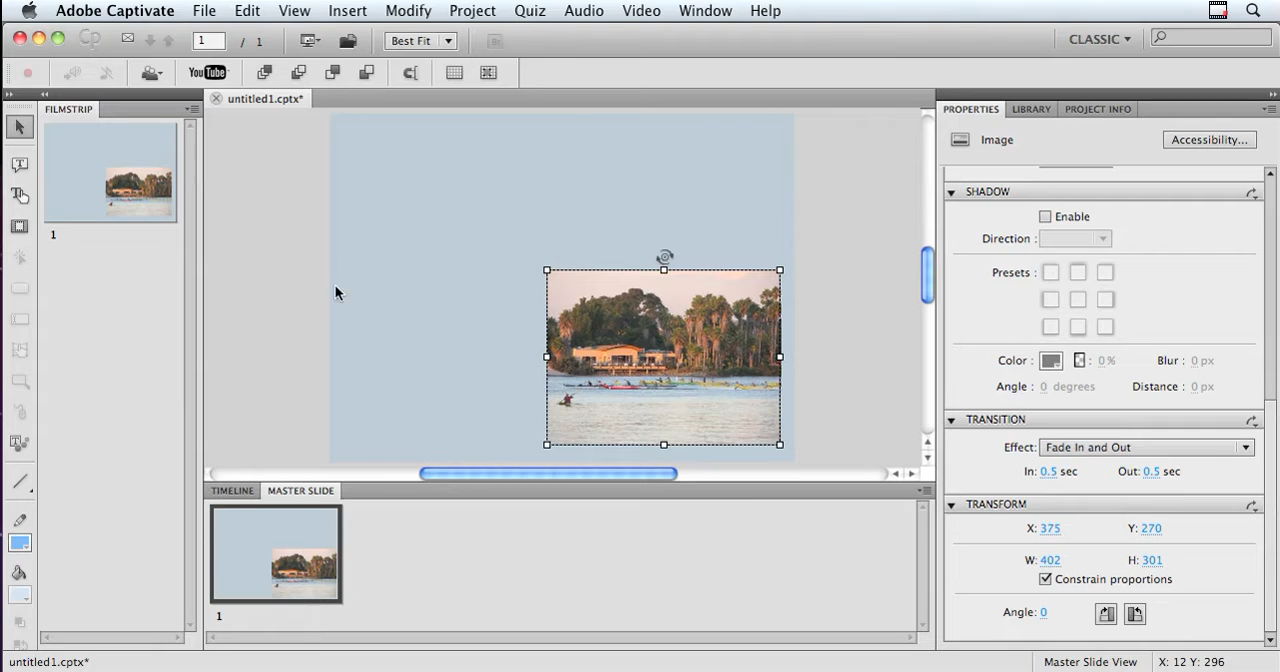 Adobe Captivate File Edit View Insert Modify Project Quiz Audio Video Window Help
Cp 1 / 1 Best Fit Br CLASSIC
YouTube
FILMSTRIP untitled1.cptx* PROPERTIES LIBRARY PROJECT INFO
Image Accessibility...
SHADOW
Enable
Direction:
Presets:
1
Color: : 0 % Blur: 0 px
Angle: 0 degrees Distance: 0 px
TRANSITION
Effect: Fade In and Out
In: 0.5 sec Out: 0.5 sec
TIMELINE MASTER SLIDE
TRANSFORM
X: 375 Y: 270
W: 402 H: 301
Constrain proportions
Angle: 0
1
untitled1.cptx* Master Slide View X: 12 Y: 296